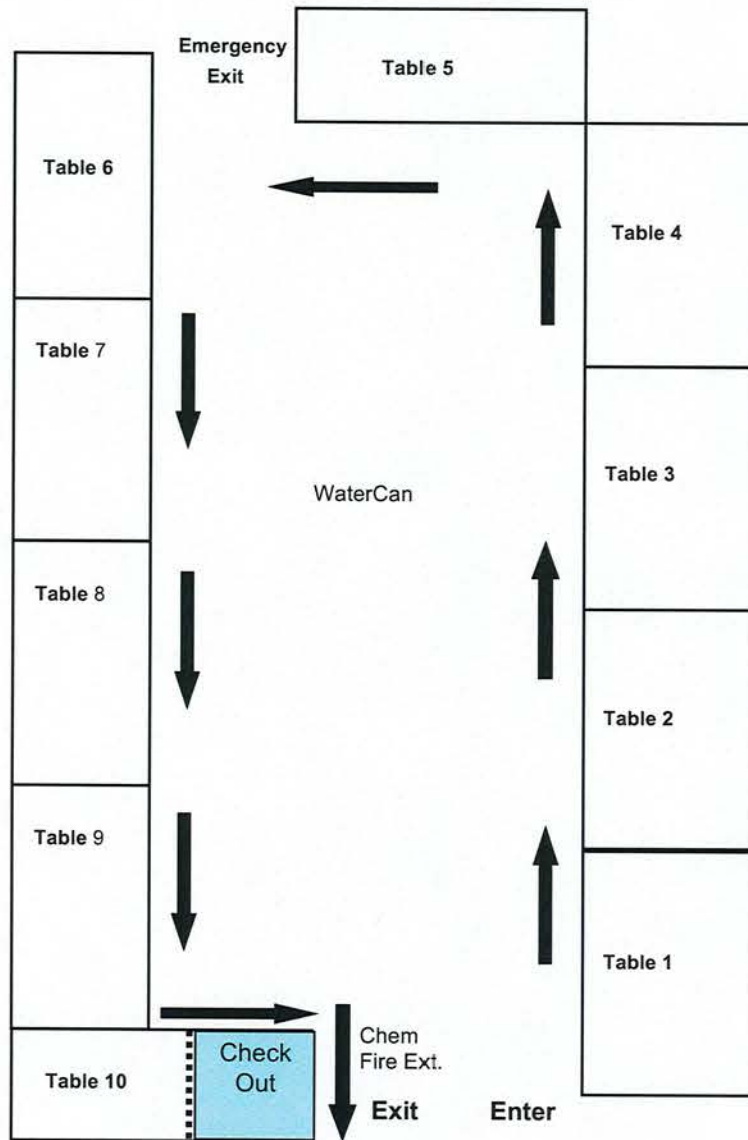 Emergency
Exit
Table 5
Table 6
Table 4
Table 7
Table 3
WaterCan
Table 8
Table 2
Table 9
Table 1
Check
Out
Chem
Fire Ext.
Table 10
Exit
Enter